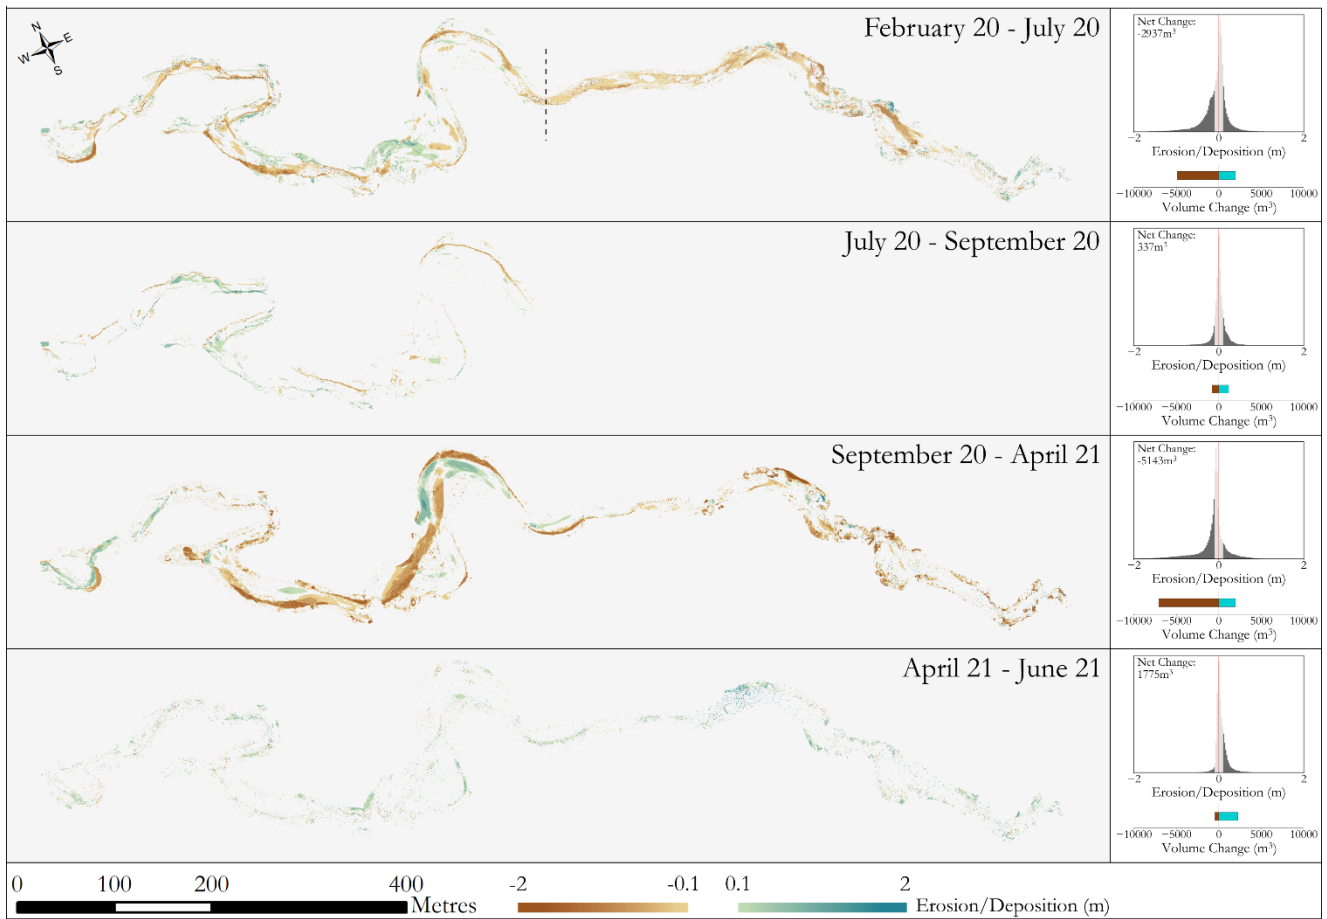 N
E
W
S
February 20 - July 20
Net Change:
-2937m³
−2 0 2
Erosion/Deposition (m)
−10000 −5000 0 5000 10000
Volume Change (m³)
July 20 - September 20
Net Change:
337m³
−2 0 2
Erosion/Deposition (m)
−10000 −5000 0 5000 10000
Volume Change (m³)
September 20 - April 21
Net Change:
-5143m³
−2 0 2
Erosion/Deposition (m)
−10000 −5000 0 5000 10000
Volume Change (m³)
April 21 - June 21
Net Change:
1775m³
−2 0 2
Erosion/Deposition (m)
−10000 −5000 0 5000 10000
Volume Change (m³)
0 100 200 400 -2 -0.1 0.1 2
Metres Erosion/Deposition (m)